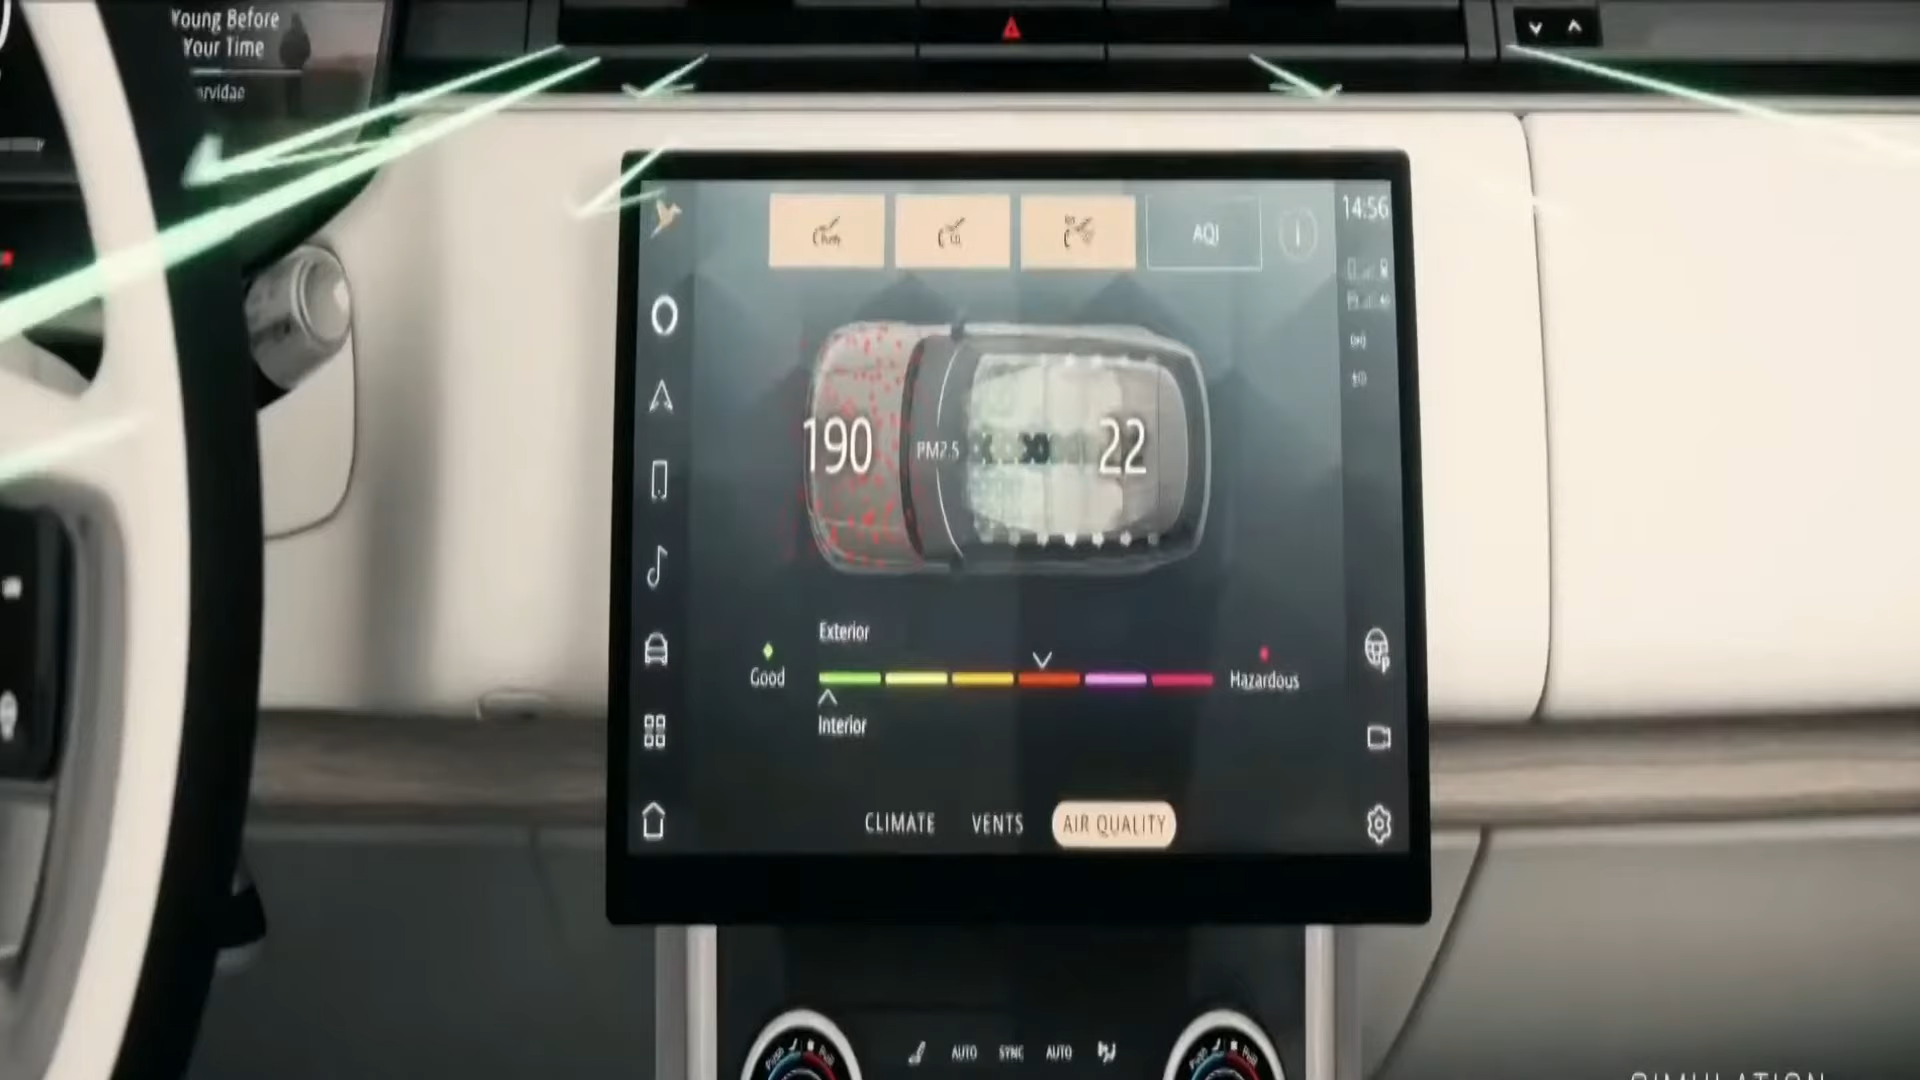 Young Before
Your Time
AQI
14:56
190
PM2.5
22
Exterior
Good
Hazardous
Interior
CLIMATE
VENTS
AIR QUALITY
AUTO
SYNC
AUTO
SIMULATION